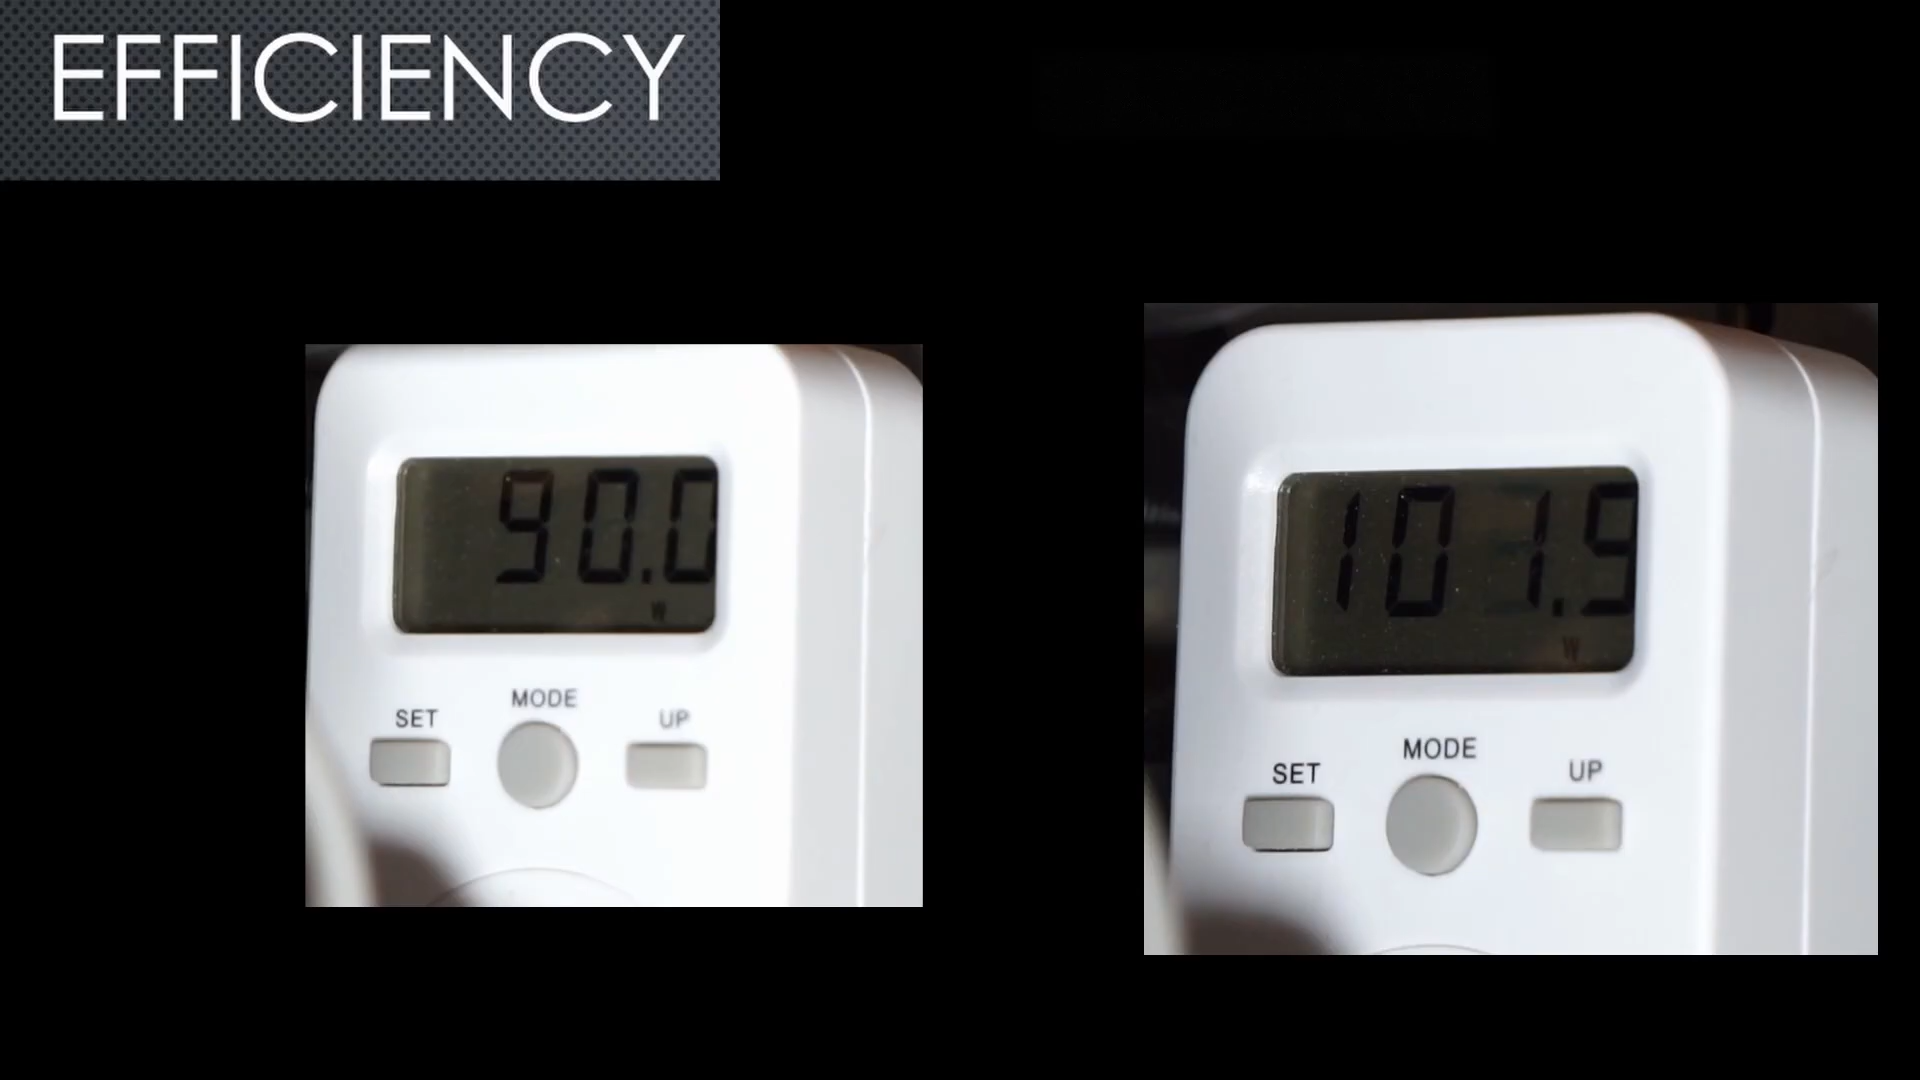 EFFICIENCY
90.0
W
SET
MODE
UP
101.9
W
SET
MODE
UP